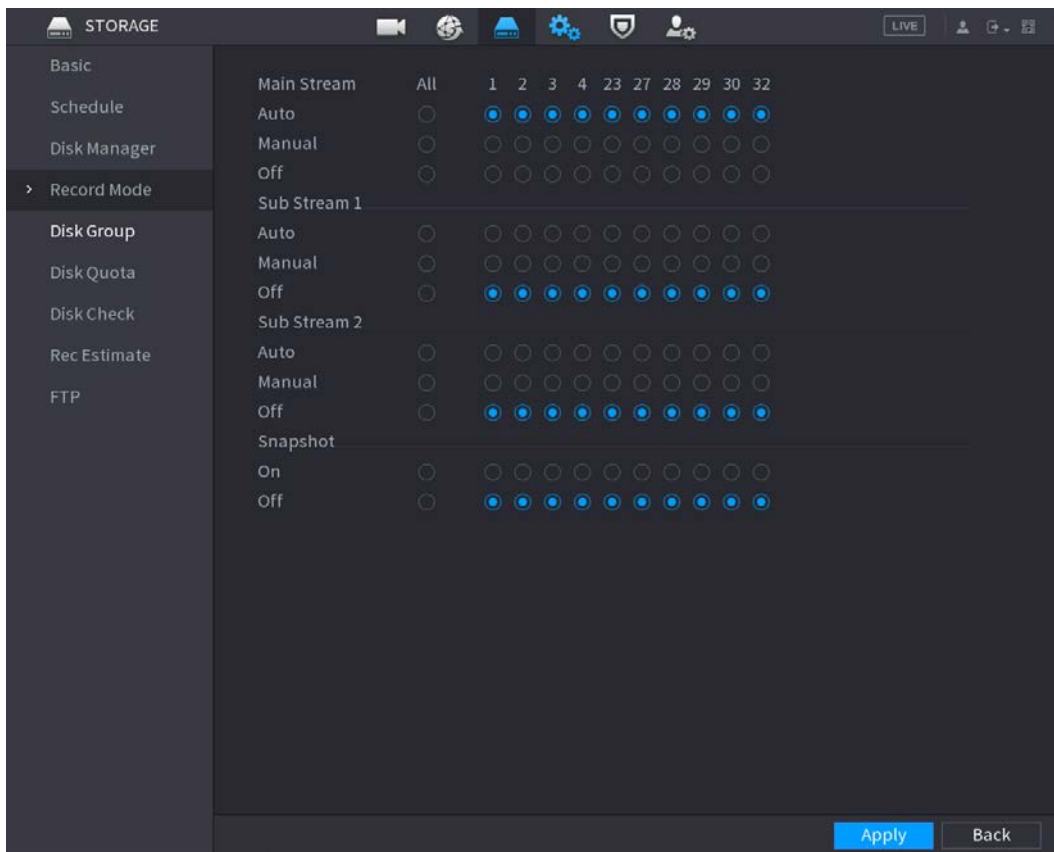 STORAGE LIVE
Basic
Schedule
Disk Manager
> Record Mode
Disk Group
Disk Quota
Disk Check
Rec Estimate
FTP
Main Stream All 1 2 3 4 23 27 28 29 30 32
Auto
Manual
Off
Sub Stream 1
Auto
Manual
Off
Sub Stream 2
Auto
Manual
Off
Snapshot
On
Off
Apply Back